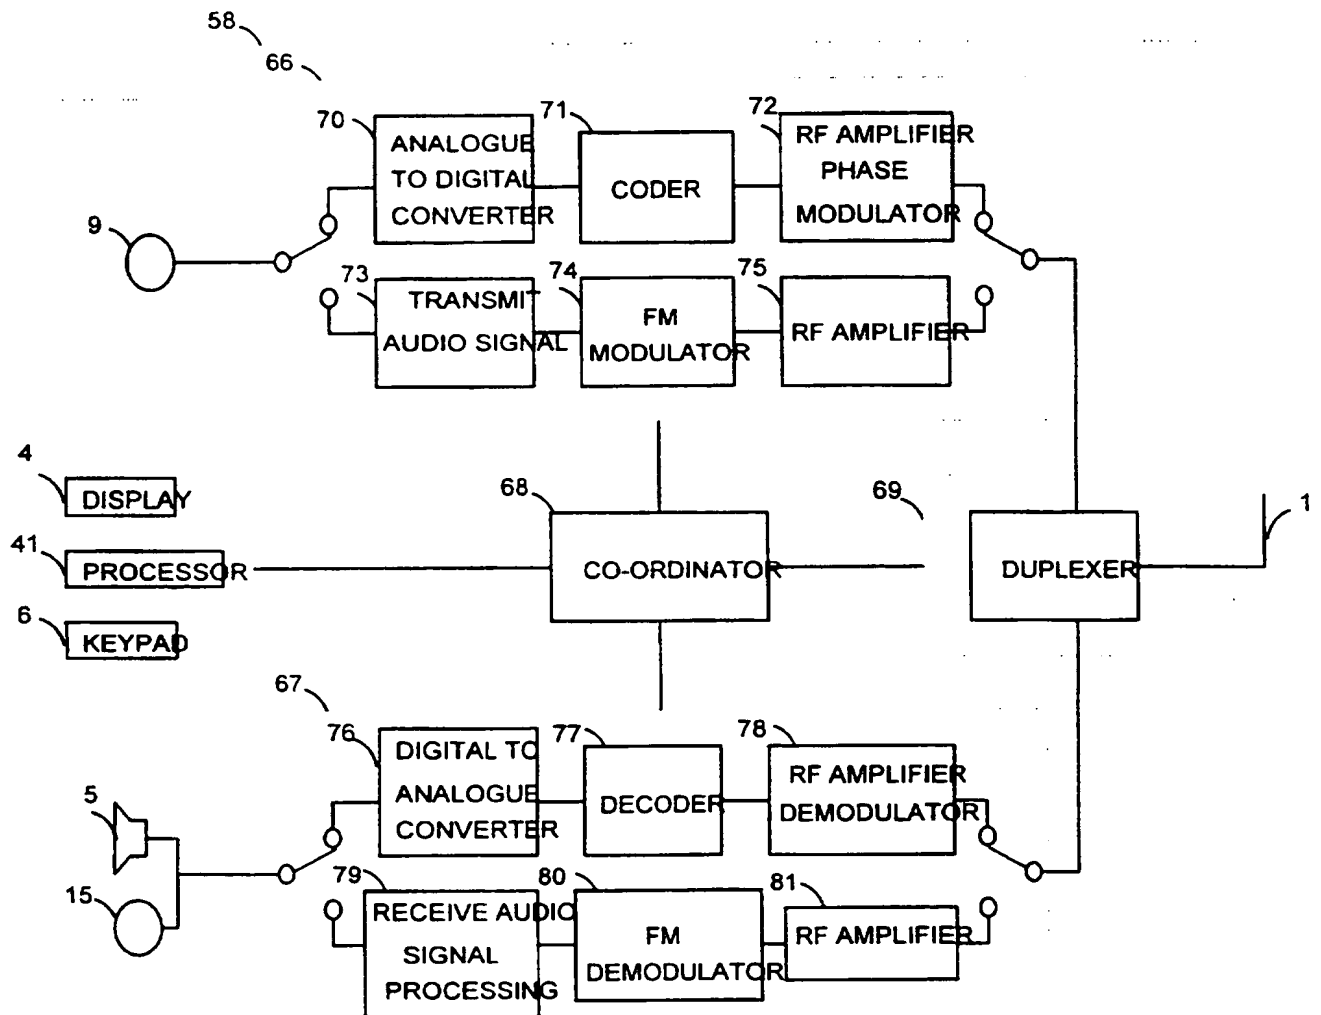 58
66
70
ANALOGUE
TO DIGITAL
CONVERTER
71
CODER
72
RF AMPLIFIER
PHASE
MODULATOR
9
73
TRANSMIT
AUDIO SIGNAL
74
FM
MODULATOR
75
RF AMPLIFIER
4
DISPLAY
41
PROCESSOR
6
KEYPAD
68
CO-ORDINATOR
69
DUPLEXER
1
67
76
DIGITAL TO
ANALOGUE
CONVERTER
77
DECODER
78
RF AMPLIFIER
DEMODULATOR
5
15
79
RECEIVE AUDIO
SIGNAL
PROCESSING
80
FM
DEMODULATOR
81
RF AMPLIFIER